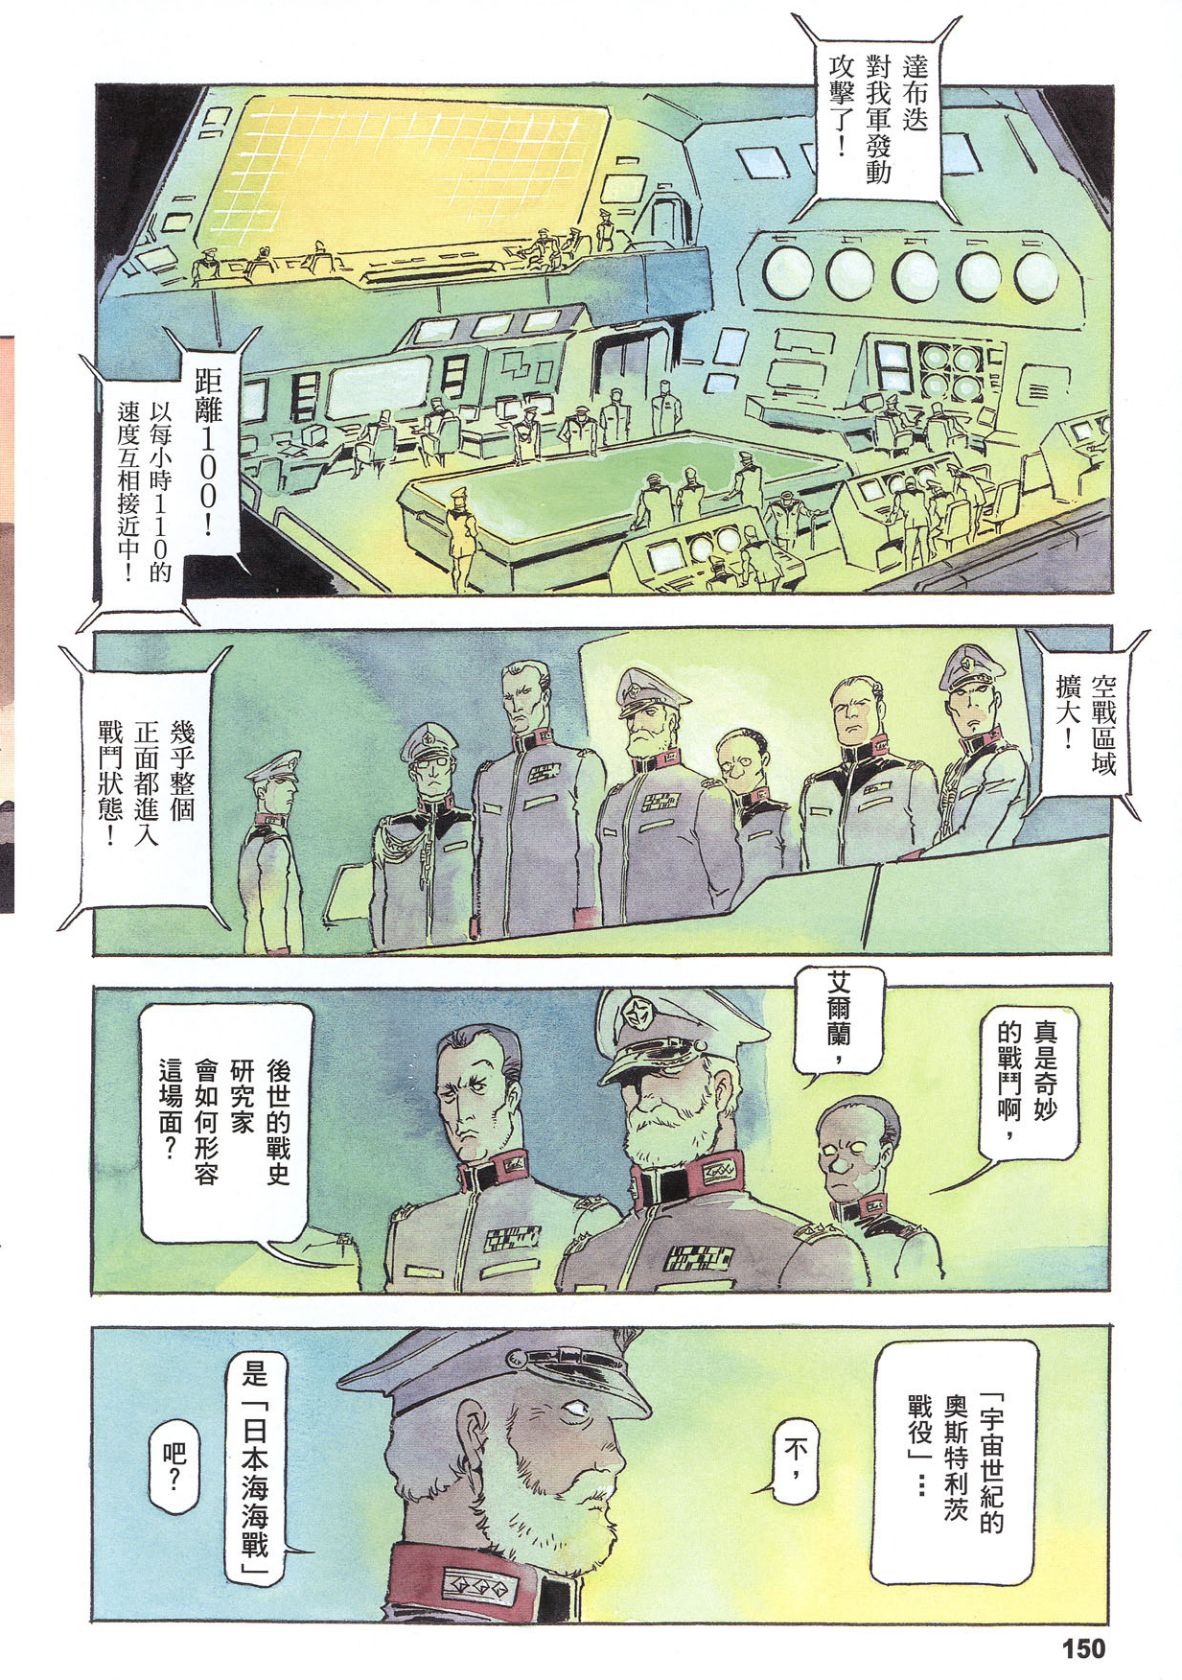 達布迭
對我軍發動
攻擊了！
距離100！
以每小時110的
速度互相接近中！
空戰區域
擴大！
幾乎整個
正面都進入
戰鬥狀態！
真是奇妙
的戰鬥啊，
艾爾蘭，
後世的戰史
研究家
會如何形容
這場面？
「宇宙世紀的
奧斯特利茨
戰役」…
不，
是「日本海海戰」
吧？
150